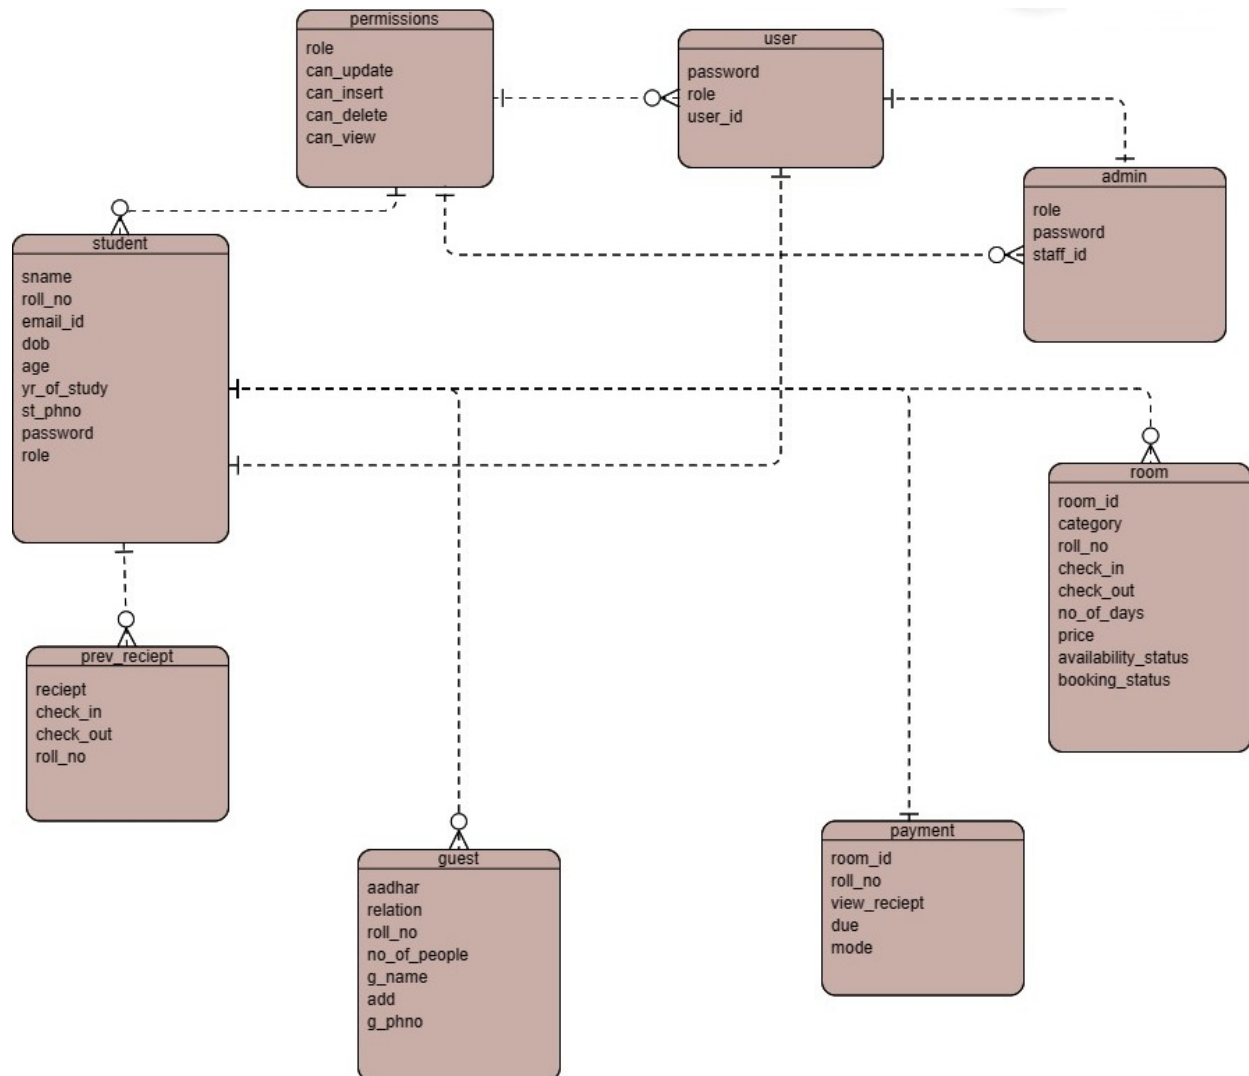 permissions
role
can_update
can_insert
can_delete
can_view
user
password
role
user_id
admin
role
password
staff_id
student
sname
roll_no
email_id
dob
age
yr_of_study
st_phno
password
role
room
room_id
category
roll_no
check_in
check_out
no_of_days
price
availability_status
booking_status
prev_reciept
reciept
check_in
check_out
roll_no
guest
aadhar
relation
roll_no
no_of_people
g_name
add
g_phno
payment
room_id
roll_no
view_reciept
due
mode